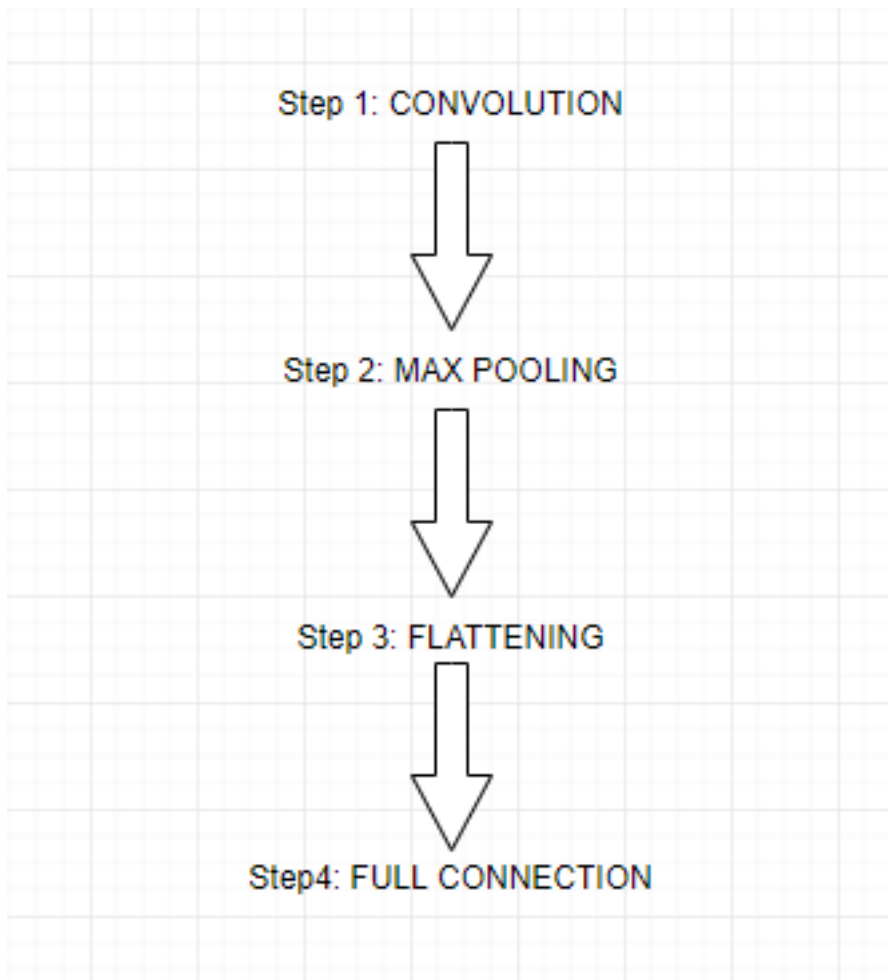 Step 1: CONVOLUTION
Step 2: MAX POOLING
Step 3: FLATTENING
Step4: FULL CONNECTION